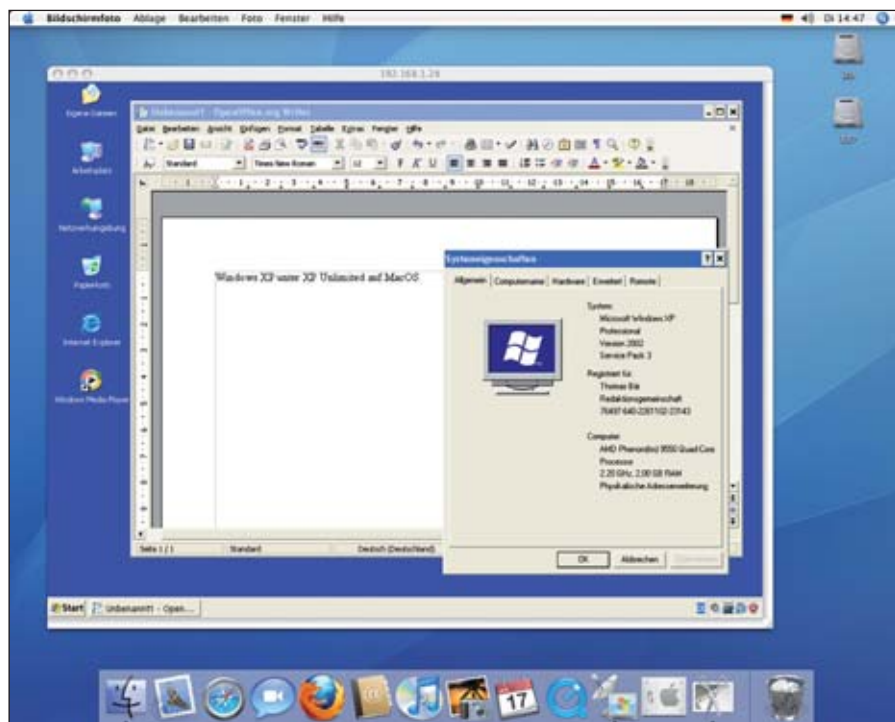 Bildschirmfoto Ablage Bearbeiten Foto Fenster Hilfe
Di 14:47
192.168.1.28
Eigene Dateien
Arbeitsplatz
Netzwerkumgebung
Papierkorb
Internet Explorer
Windows Media Player
Unbenannt1 - OpenOffice.org Writer
Datei Bearbeiten Ansicht Einfügen Format Tabelle Extras Fenster Hilfe
Standard Times New Roman 12 F K U
Windows XP unter XP Unlimited auf MacOS
Systemeigenschaften
Allgemein Computername Hardware Erweitert Remote
System:
Microsoft Windows XP
Professional
Version 2002
Service Pack 3
Registriert für:
Thomas Bär
Redaktionsgemeinschaft
Computer:
AMD Phenom(tm) 9550 Quad-Core
Processor
2.20 GHz, 2,00 GB RAM
Physikalische Adresserweiterung
OK Abbrechen
Seite 1 / 1 Standard Deutsch (Deutschland)
Start Unbenannt1 - Open...
17